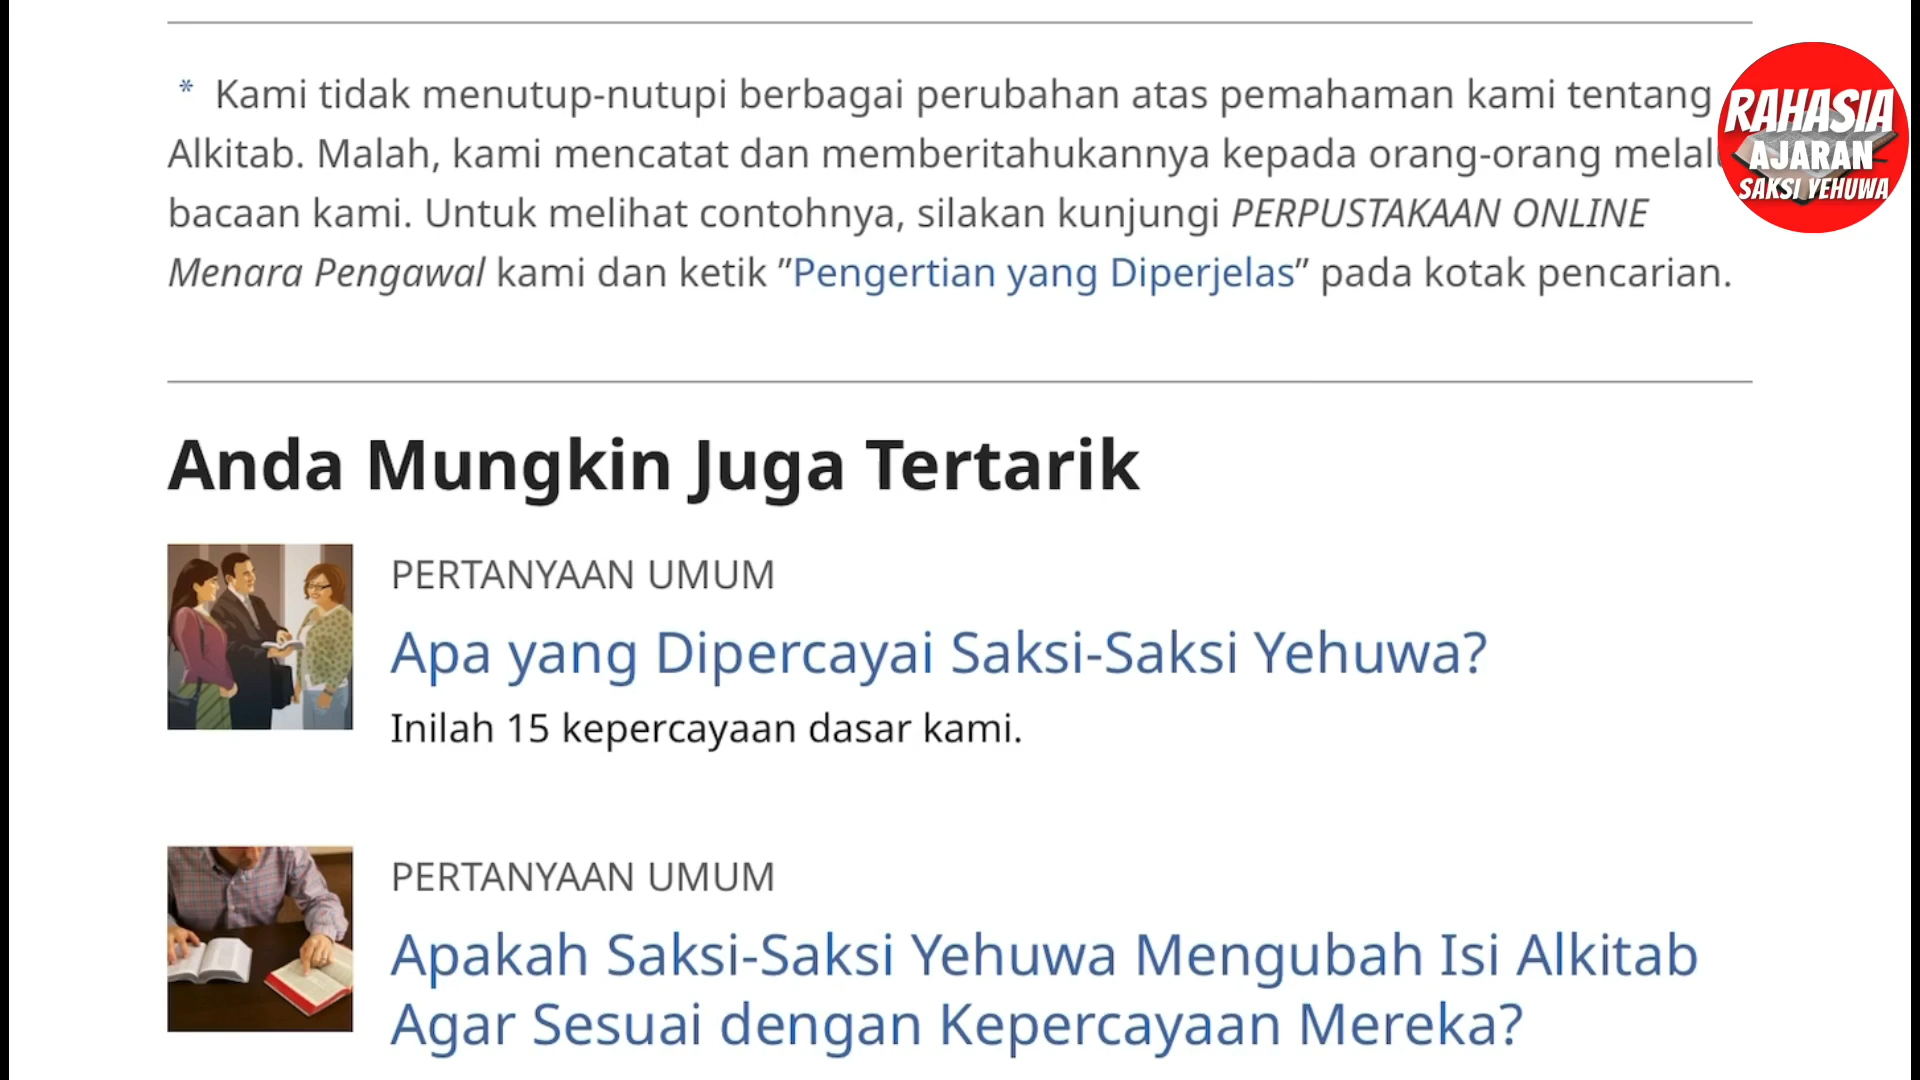 * Kami tidak menutup-nutupi berbagai perubahan atas pemahaman kami tentang
Alkitab. Malah, kami mencatat dan memberitahukannya kepada orang-orang
bacaan kami. Untuk melihat contohnya, silakan kunjungi PERPUSTAKAAN ONLINE
Menara Pengawal kami dan ketik ”Pengertian yang Diperjelas” pada kotak pencarian.
RAHASIA
AJARAN
SAKSI YEHUWA
Anda Mungkin Juga Tertarik
PERTANYAAN UMUM
Apa yang Dipercayai Saksi-Saksi Yehuwa?
Inilah 15 kepercayaan dasar kami.
PERTANYAAN UMUM
Apakah Saksi-Saksi Yehuwa Mengubah Isi Alkitab
Agar Sesuai dengan Kepercayaan Mereka?